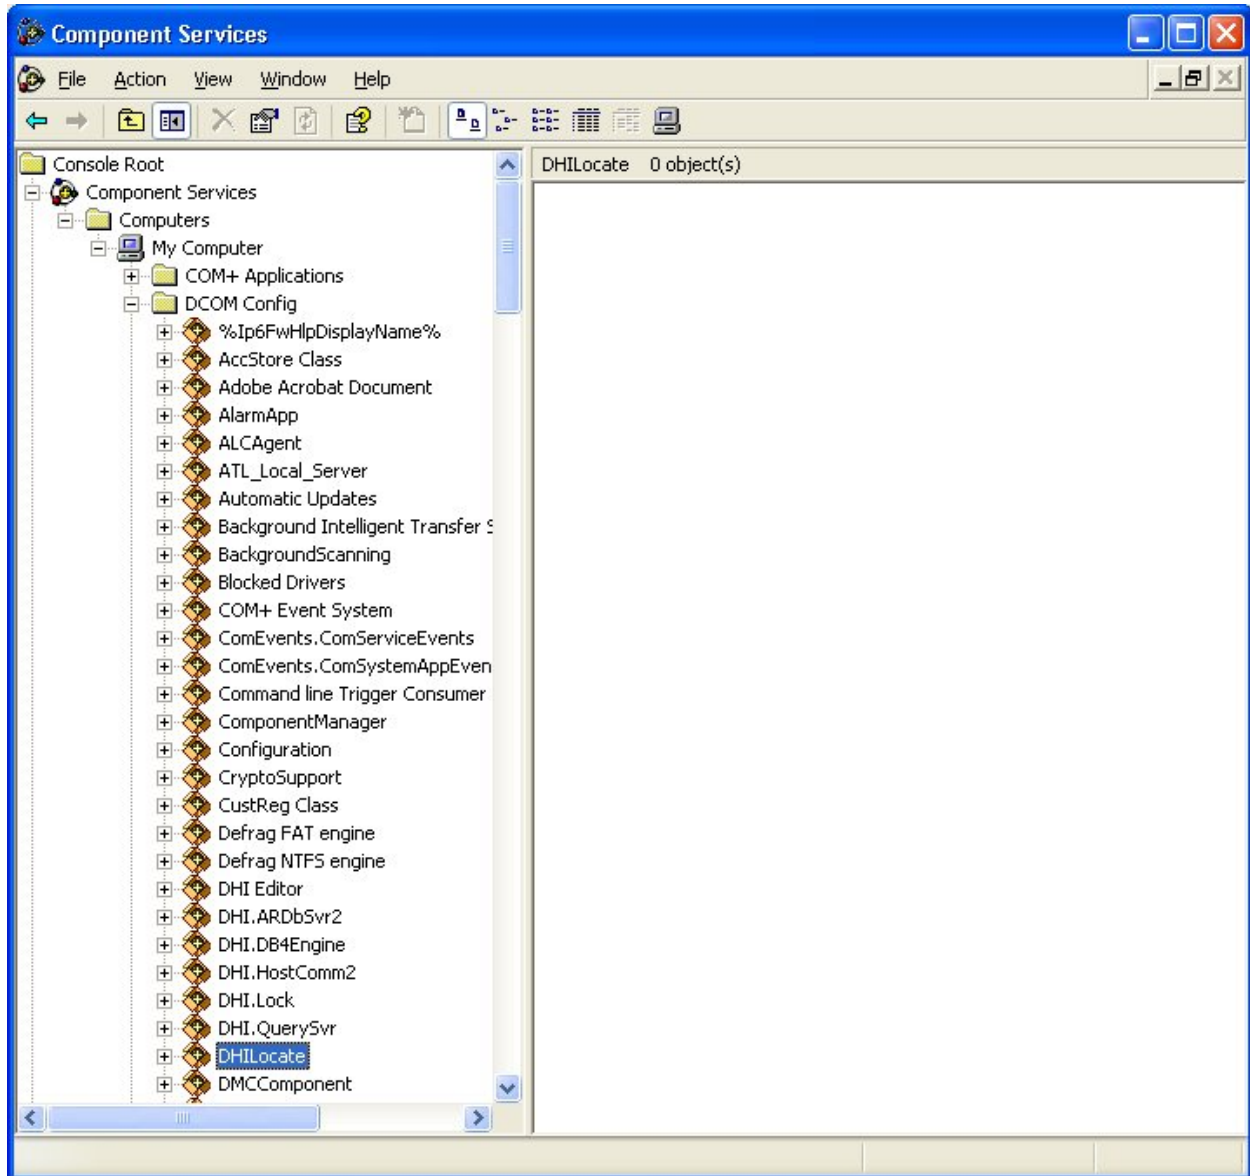 Component Services
File Action View Window Help
DHILocate 0 object(s)
Console Root
Component Services
Computers
My Computer
COM+ Applications
DCOM Config
%Ip6FwHlpDisplayName%
AccStore Class
Adobe Acrobat Document
AlarmApp
ALCAgent
ATL_Local_Server
Automatic Updates
Background Intelligent Transfer S
BackgroundScanning
Blocked Drivers
COM+ Event System
ComEvents.ComServiceEvents
ComEvents.ComSystemAppEven
Command line Trigger Consumer
ComponentManager
Configuration
CryptoSupport
CustReg Class
Defrag FAT engine
Defrag NTFS engine
DHI Editor
DHI.ARDbSvr2
DHI.DB4Engine
DHI.HostComm2
DHI.Lock
DHI.QuerySvr
DHILocate
DMCComponent